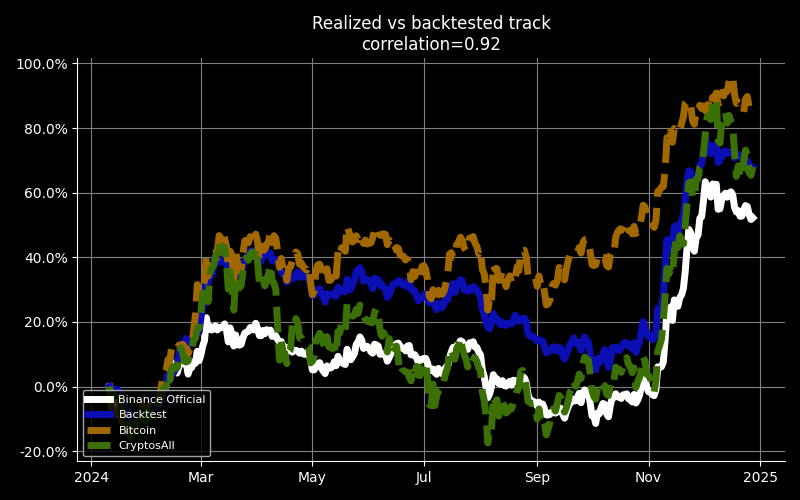 Realized vs backtested track
correlation=0.92
100.0%
80.0%
60.0%
40.0%
20.0%
0.0%
-20.0%
Binance Official
Backtest
Bitcoin
CryptosAll
2024
Mar
May
Jul
Sep
Nov
2025